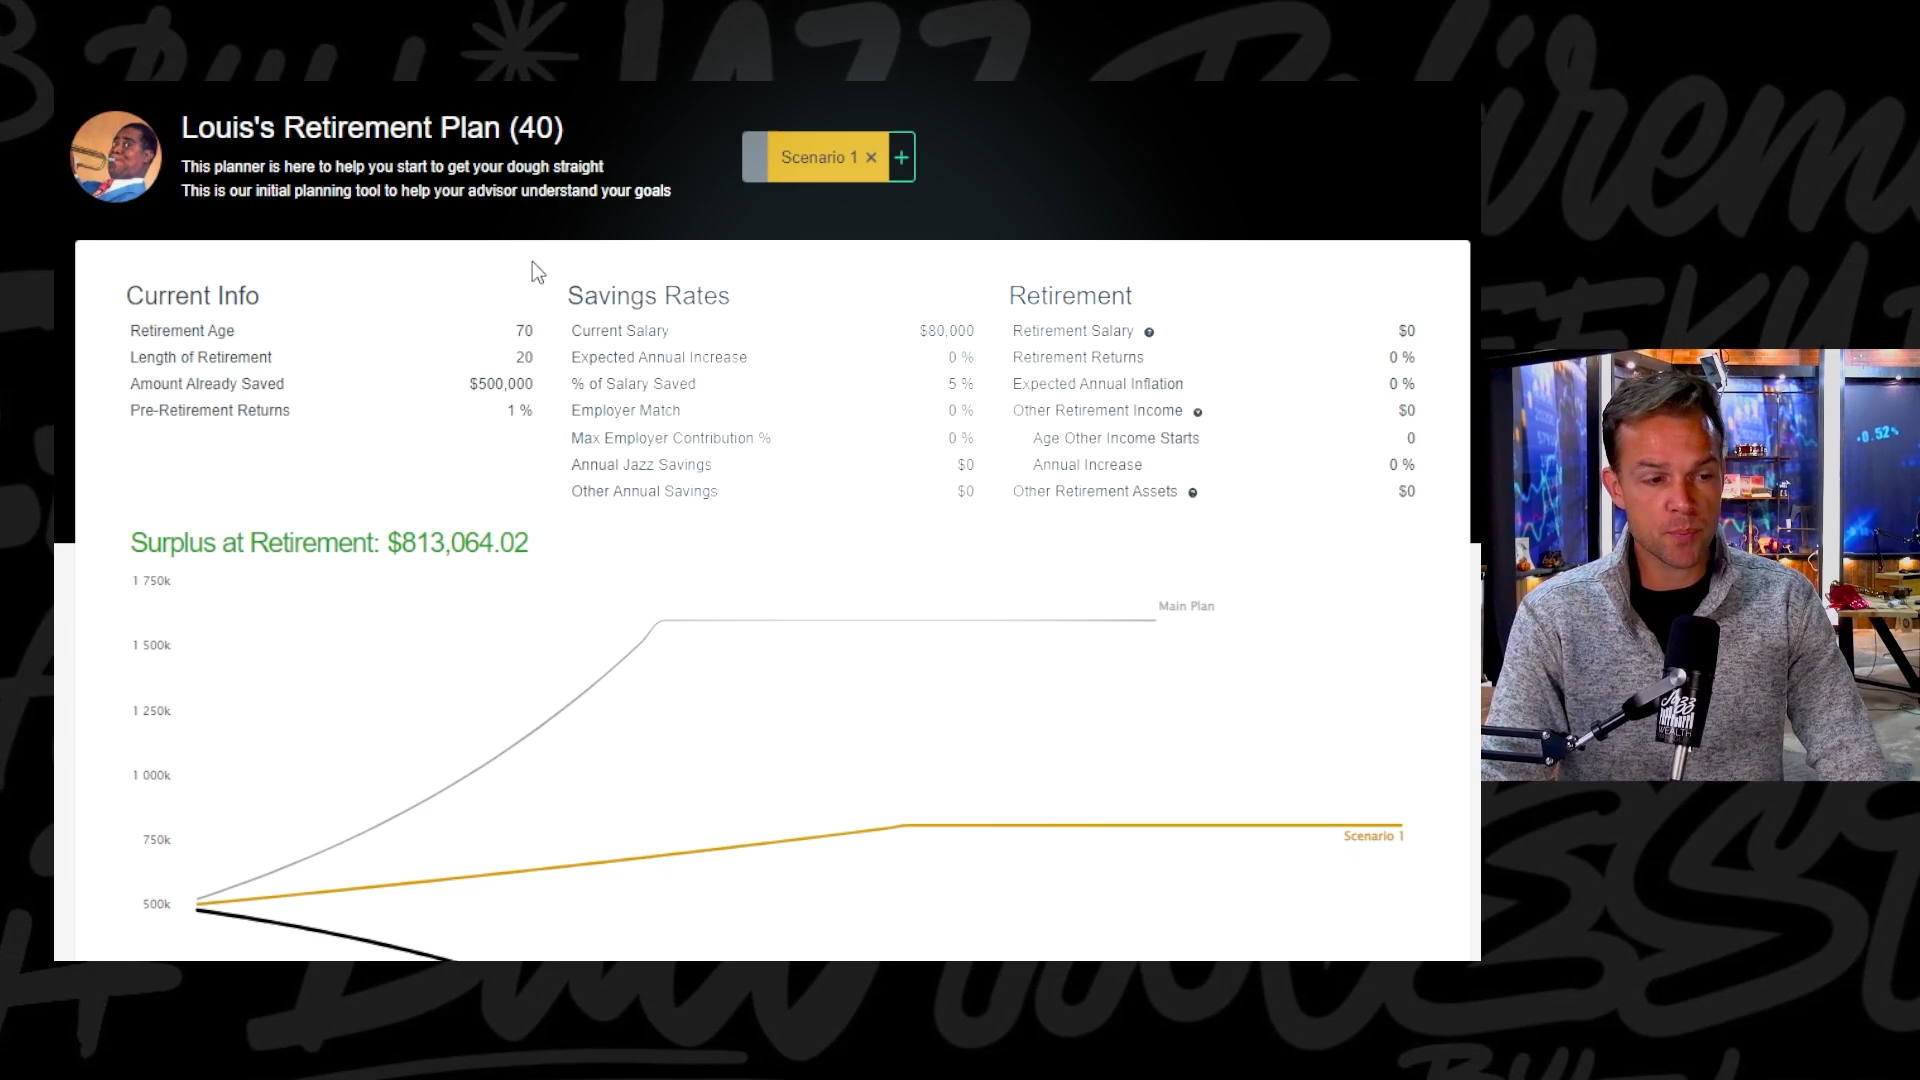 Louis's Retirement Plan (40)
This planner is here to help you start to get your dough straight
This is our initial planning tool to help your advisor understand your goals
Scenario 1 × +
Current Info
Retirement Age 70
Length of Retirement 20
Amount Already Saved $500,000
Pre-Retirement Returns 1 %
Savings Rates
Current Salary $80,000
Expected Annual Increase 0 %
% of Salary Saved 5 %
Employer Match 0 %
Max Employer Contribution % 0 %
Annual Jazz Savings $0
Other Annual Savings $0
Retirement
Retirement Salary $0
Retirement Returns 0 %
Expected Annual Inflation 0 %
Other Retirement Income $0
Age Other Income Starts 0
Annual Increase 0 %
Other Retirement Assets $0
Surplus at Retirement: $813,064.02
1 750k
1 500k
1 250k
1 000k
750k
500k
Main Plan
Scenario 1
-0.52%
Jazz
WEALTH